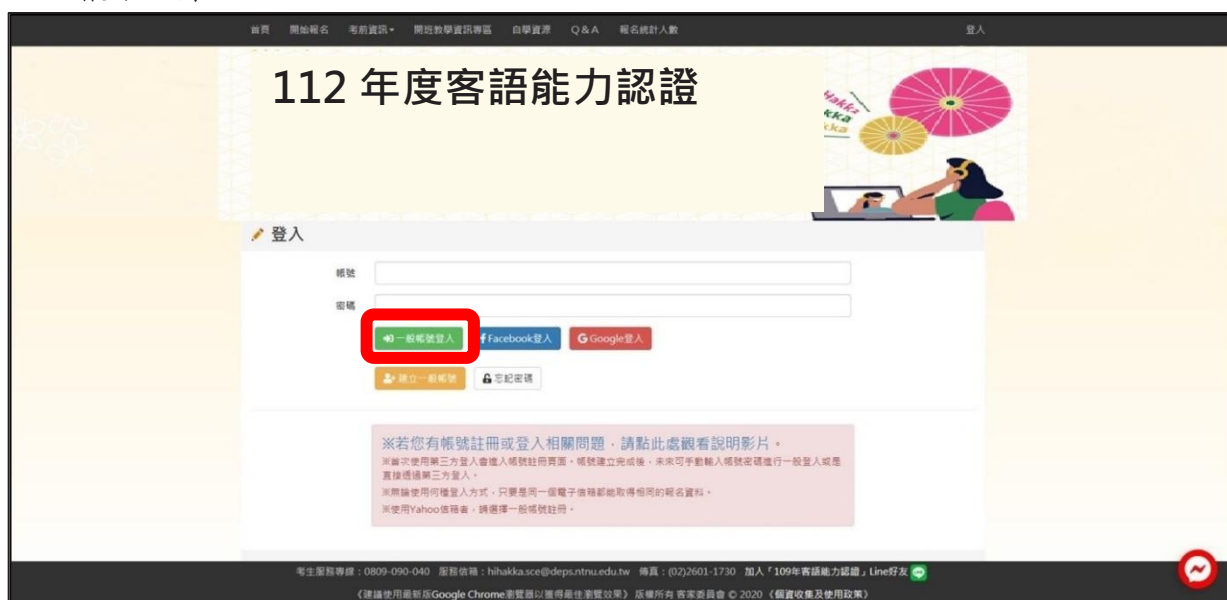 首頁 開始報名 考前資訊 開班教學資訊專區 自學資源 Q & A 報名統計人數 登入
112 年度客語能力認證
Hakka
kka
kka
登入
帳號
密碼
一般帳號登入 Facebook登入 Google登入
建立一般帳號 忘記密碼
※若您有帳號註冊或登入相關問題，請點此處觀看說明影片。
※首次使用第三方登入會進入帳號註冊頁面。帳號建立完成後，未來可手動輸入帳號密碼進行一般登入或是
直接透過第三方登入。
※無論使用何種登入方式，只要是同一個電子信箱都能取得相同的報名資料。
※使用Yahoo信箱者，請選擇一般帳號註冊。
考生服務專線：0809-090-040 服務信箱：hihakka.sce@deps.ntnu.edu.tw 傳真：(02)2601-1730 加入「109年客語能力認證」Line好友
《建議使用最新版Google Chrome瀏覽器以獲得最佳瀏覽效果》 版權所有 客家委員會 © 2020 《個資收集及使用政策》